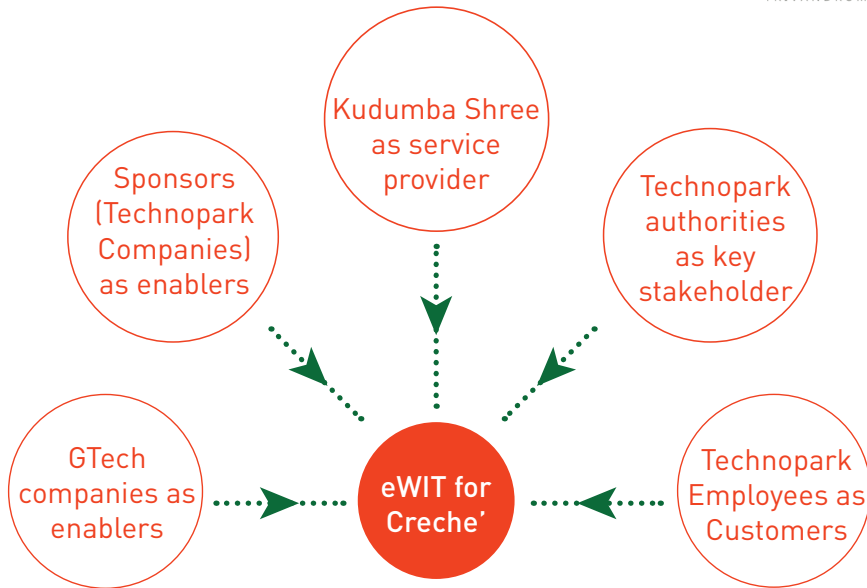 Kudumba Shree
as service
provider
Sponsors
(Technopark
Companies)
as enablers
Technopark
authorities
as key
stakeholder
GTech
companies as
enablers
eWIT for
Creche’
Technopark
Employees as
Customers